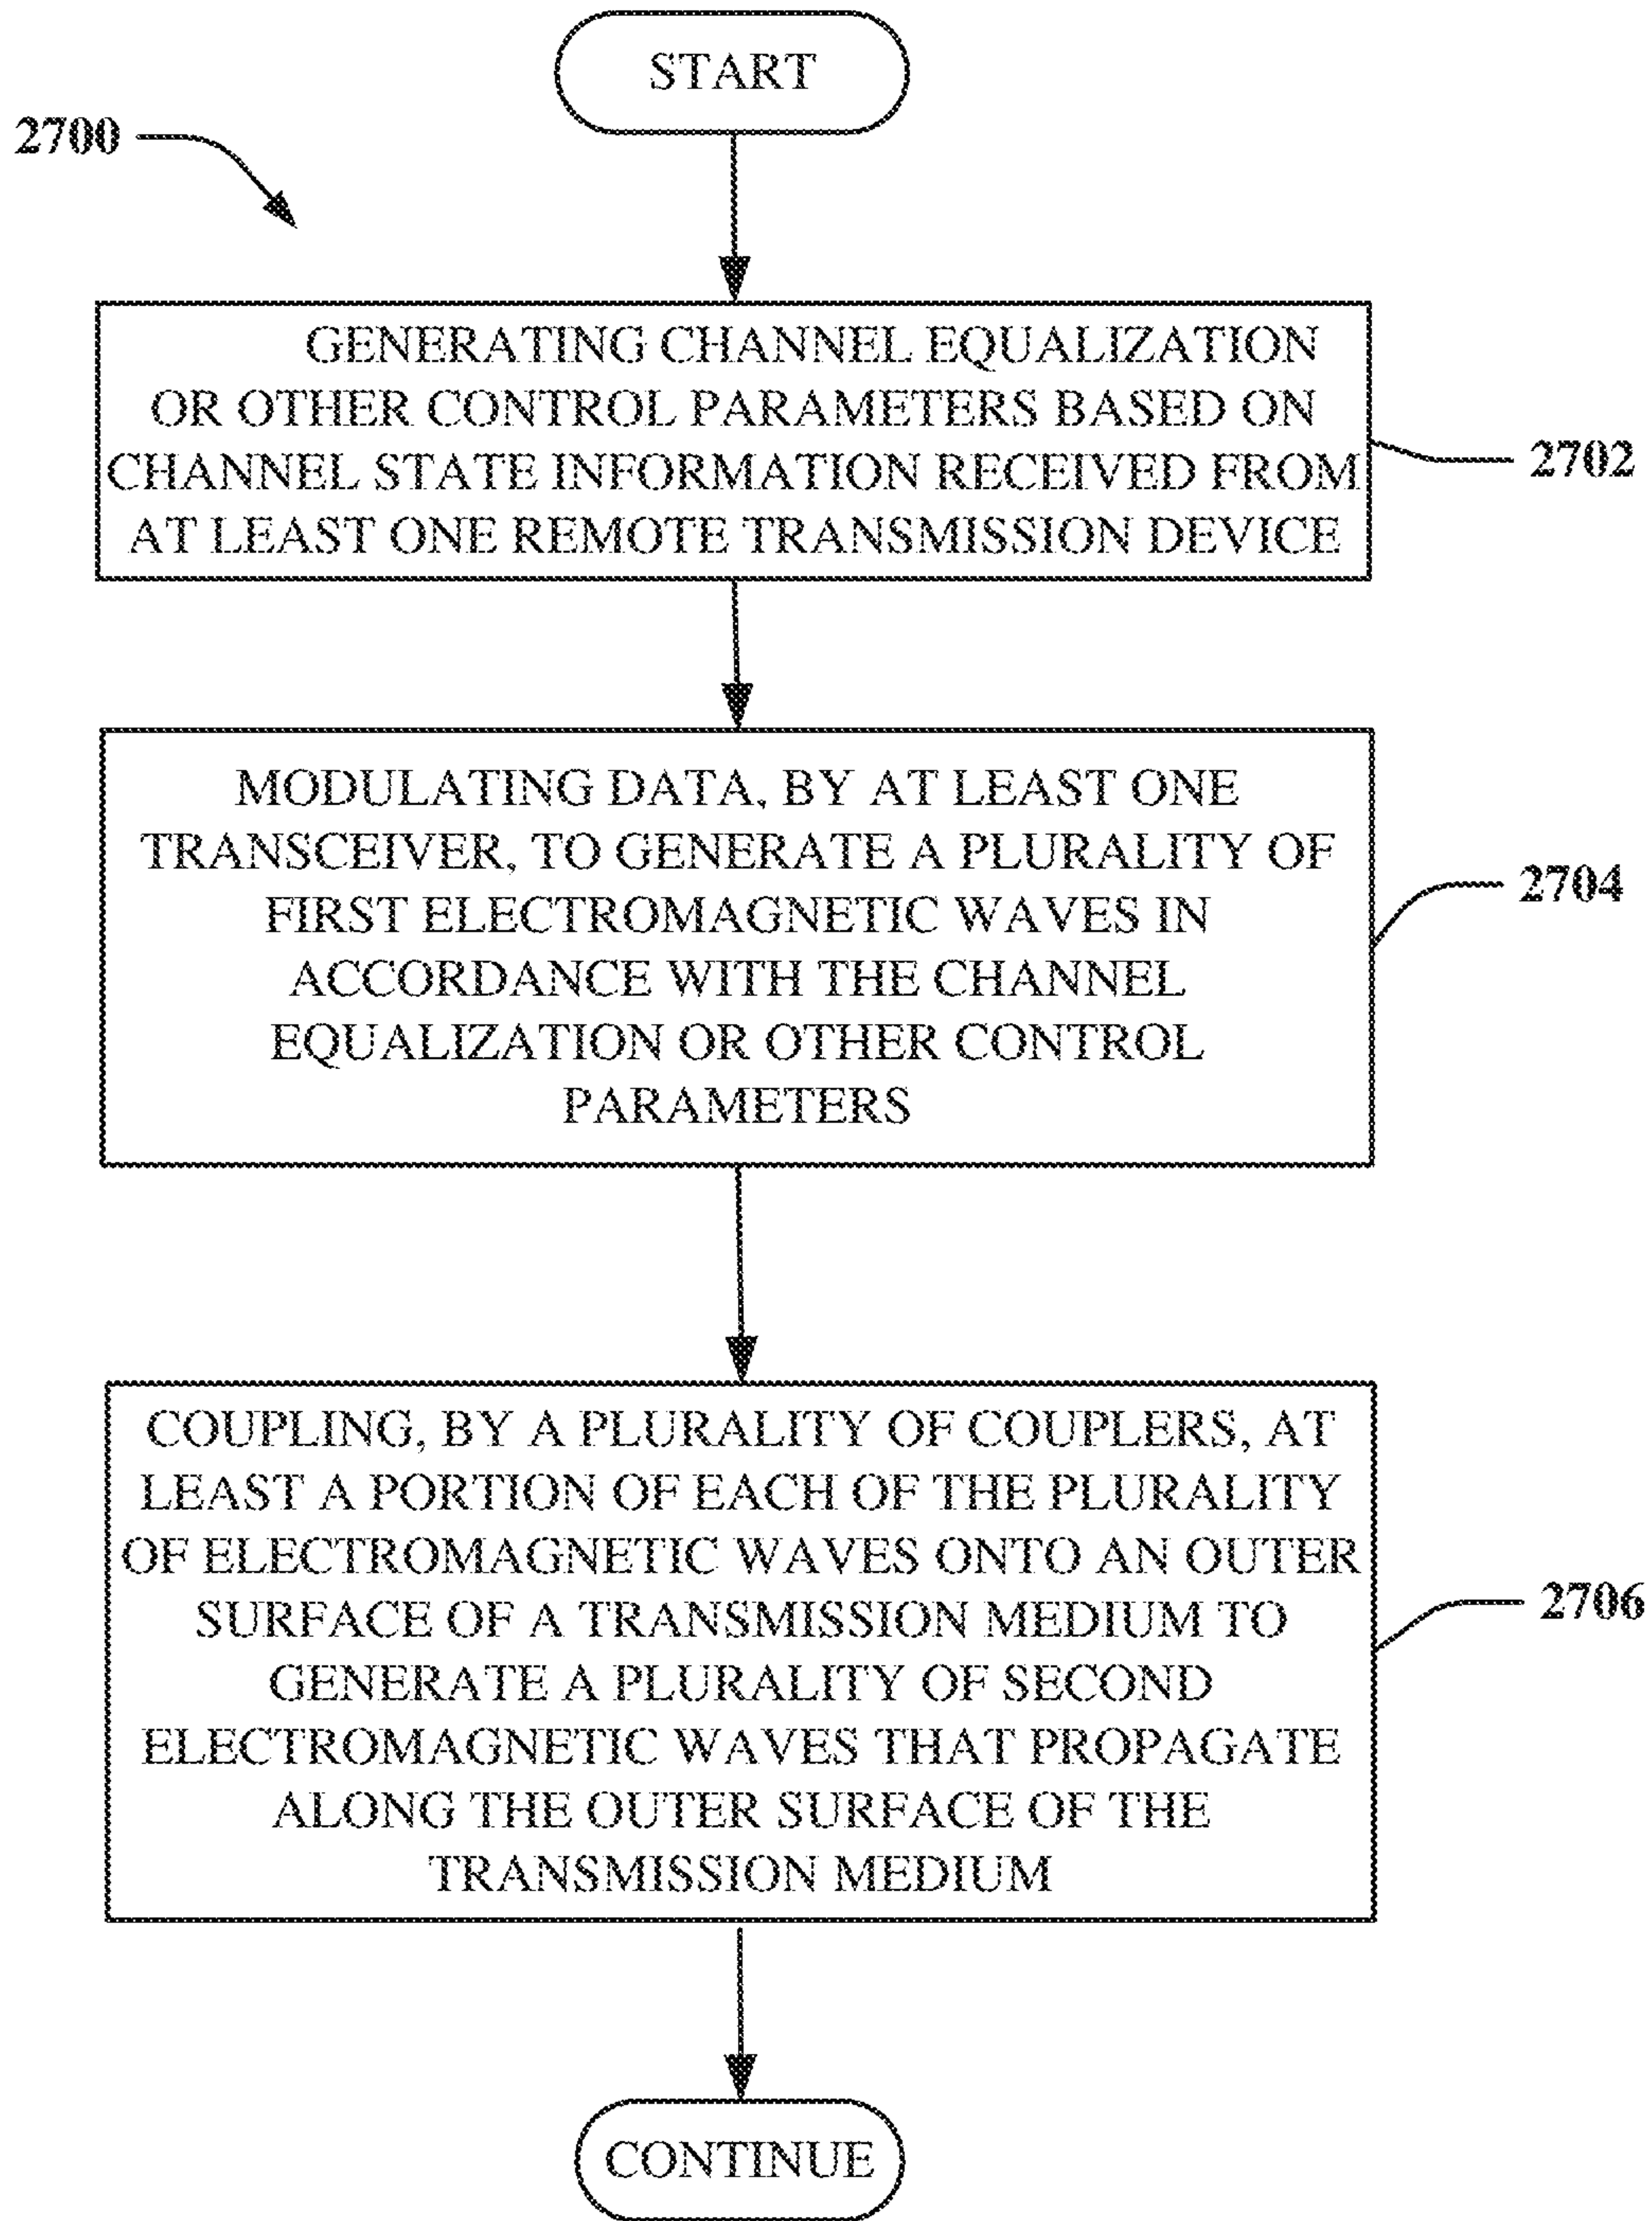 START
2700
GENERATING CHANNEL EQUALIZATION
OR OTHER CONTROL PARAMETERS BASED ON
CHANNEL STATE INFORMATION RECEIVED FROM
AT LEAST ONE REMOTE TRANSMISSION DEVICE
2702
MODULATING DATA, BY AT LEAST ONE
TRANSCEIVER, TO GENERATE A PLURALITY OF
FIRST ELECTROMAGNETIC WAVES IN
ACCORDANCE WITH THE CHANNEL
EQUALIZATION OR OTHER CONTROL
PARAMETERS
2704
COUPLING, BY A PLURALITY OF COUPLERS, AT
LEAST A PORTION OF EACH OF THE PLURALITY
OF ELECTROMAGNETIC WAVES ONTO AN OUTER
SURFACE OF A TRANSMISSION MEDIUM TO
GENERATE A PLURALITY OF SECOND
ELECTROMAGNETIC WAVES THAT PROPAGATE
ALONG THE OUTER SURFACE OF THE
TRANSMISSION MEDIUM
2706
CONTINUE